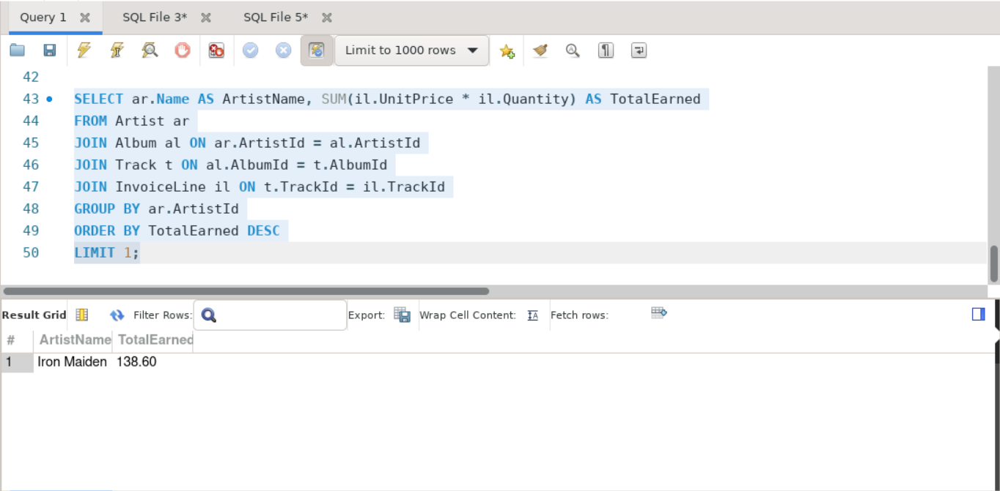 Query 1 SQL File 3* SQL File 5*
Limit to 1000 rows
42
43 SELECT ar.Name AS ArtistName, SUM(il.UnitPrice * il.Quantity) AS TotalEarned
44 FROM Artist ar
45 JOIN Album al ON ar.ArtistId = al.ArtistId
46 JOIN Track t ON al.AlbumId = t.AlbumId
47 JOIN InvoiceLine il ON t.TrackId = il.TrackId
48 GROUP BY ar.ArtistId
49 ORDER BY TotalEarned DESC
50 LIMIT 1;
Result Grid Filter Rows: Export: Wrap Cell Content: Fetch rows:
# ArtistName TotalEarned
1 Iron Maiden 138.60